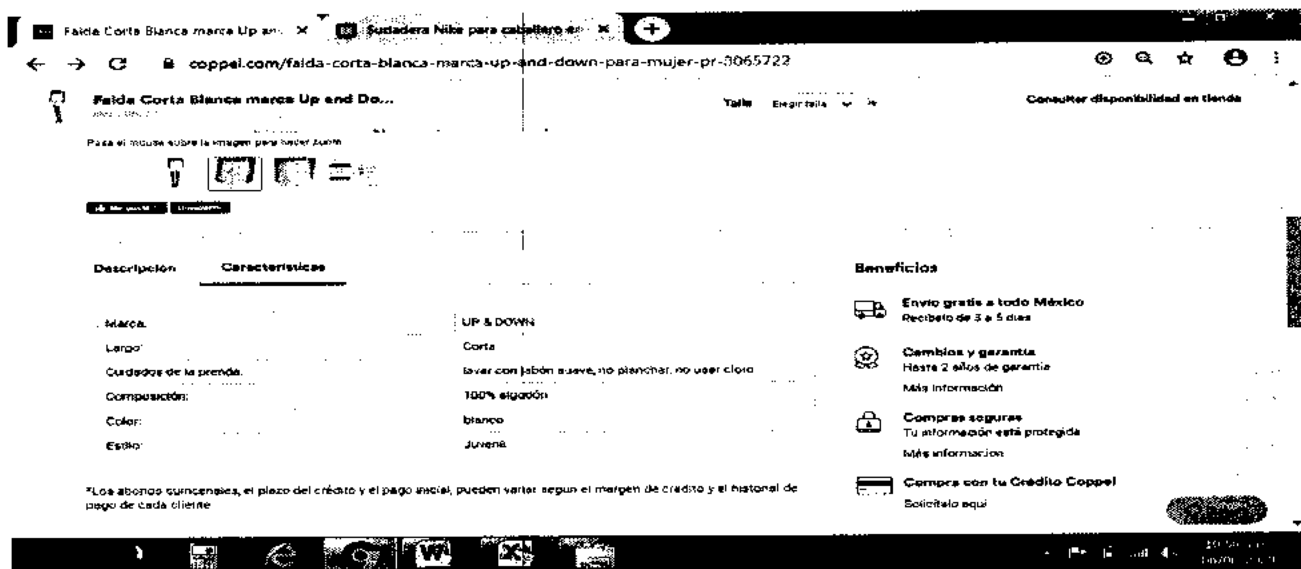 Falda Corta Blanca marca Up an
Sudadera Nike para caballero en
coppel.com/falda-corta-blanca-marca-up-and-down-para-mujer-pr-3065722
Falda Corta Blanca marca Up and Do...
Talla
Elegir talla
Consultar disponibilidad en tienda
Pasa el mouse sobre la imagen para hacer zoom
Descripción
Características
Beneficios
Envío gratis a todo México
Recíbelo de 3 a 5 días
Marca:
UP & DOWN
Largo:
Corta
Cambios y garantía
Hasta 2 años de garantía
Cuidados de la prenda:
lavar con jabón suave, no planchar, no usar cloro
Más información
Composición:
100% algodón
Compras seguras
Tu información está protegida
Color:
blanco
Más información
Estilo:
Juvenil
Compra con tu Crédito Coppel
Solicítalo aquí
*Los abonos quincenales, el plazo del crédito y el pago inicial, pueden variar según el margen de crédito y el historial de
pago de cada cliente